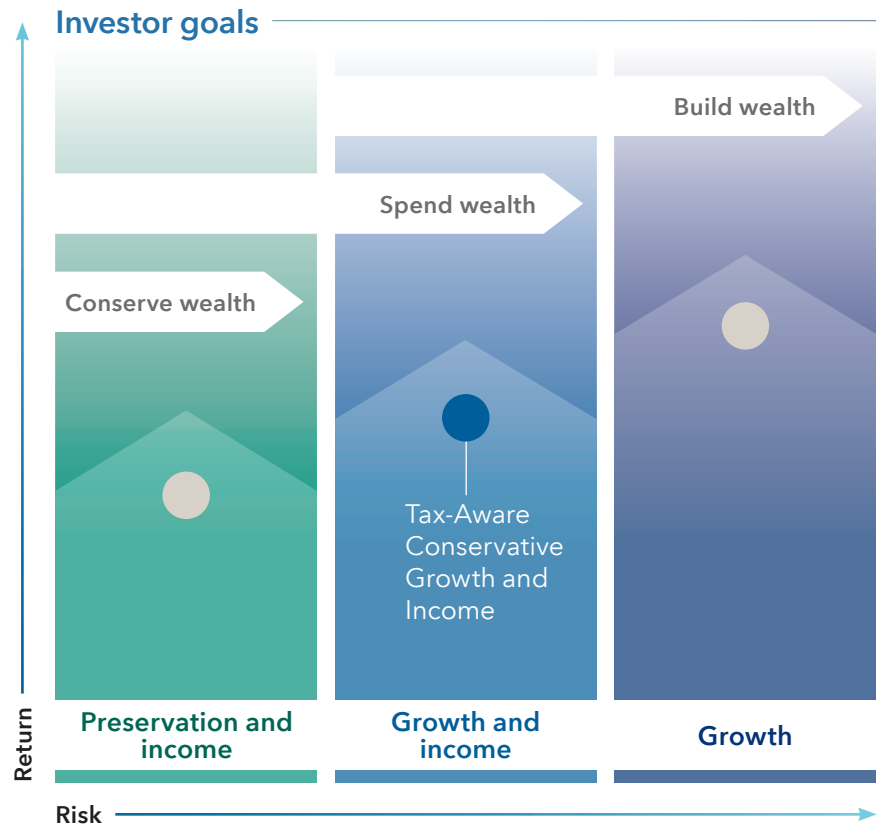 Investor goals
Build wealth
Spend wealth
Conserve wealth
Tax-Aware
Conservative
Growth and
Income
Preservation and
income
Growth and
income
Growth
Return
Risk